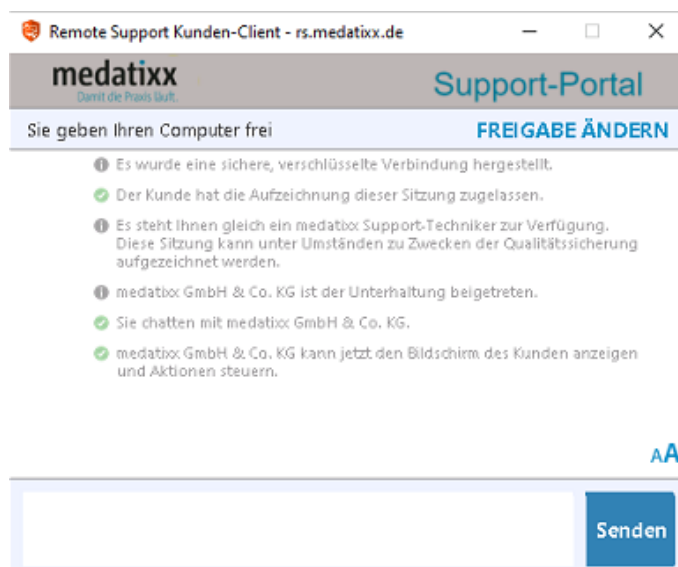 Remote Support Kunden-Client - rs.medatixx.de
medatixx
Damit die Praxis läuft.
Support-Portal
Sie geben Ihren Computer frei
FREIGABE ÄNDERN
Es wurde eine sichere, verschlüsselte Verbindung hergestellt.
Der Kunde hat die Aufzeichnung dieser Sitzung zugelassen.
Es steht Ihnen gleich ein medatixx Support-Techniker zur Verfügung.
Diese Sitzung kann unter Umständen zu Zwecken der Qualitätssicherung
aufgezeichnet werden.
medatixx GmbH & Co. KG ist der Unterhaltung beigetreten.
Sie chatten mit medatixx GmbH & Co. KG.
medatixx GmbH & Co. KG kann jetzt den Bildschirm des Kunden anzeigen
und Aktionen steuern.
AA
Senden